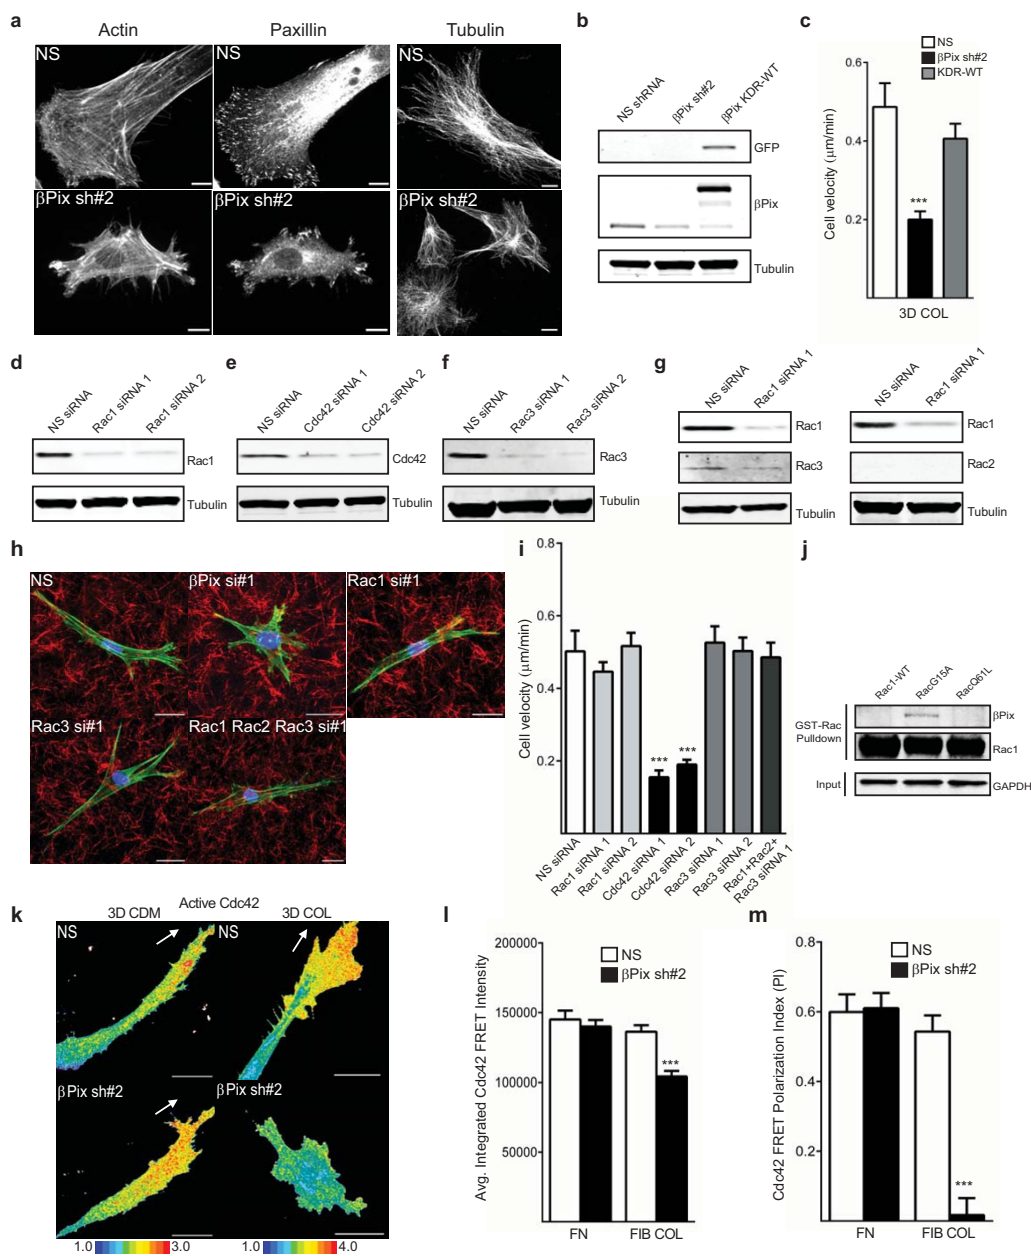 a
Actin
Paxillin
Tubulin
NS
NS
NS
βPix sh#2
βPix sh#2
βPix sh#2
b
NS shRNA
βPix sh#2
βPix KDR-WT
GFP
βPix
Tubulin
c
NS
βPix sh#2
KDR-WT
Cell velocity (μm/min)
0.6
0.4
0.2
***
3D COL
d
NS siRNA
Rac1 siRNA 1
Rac1 siRNA 2
Rac1
Tubulin
e
NS siRNA
Cdc42 siRNA 1
Cdc42 siRNA 2
Cdc42
Tubulin
f
NS siRNA
Rac3 siRNA 1
Rac3 siRNA 2
Rac3
Tubulin
g
NS siRNA
Rac1 siRNA 1
Rac1
Rac3
Tubulin
NS siRNA
Rac1 siRNA 1
Rac1
Rac2
Tubulin
h
NS
βPix si#1
Rac1 si#1
Rac3 si#1
Rac1 Rac2 Rac3 si#1
i
Cell velocity (μm/min)
0.8
0.6
0.4
0.2
***
***
NS siRNA
Rac1 siRNA 1
Rac1 siRNA 2
Cdc42 siRNA 1
Cdc42 siRNA 2
Rac3 siRNA 1
Rac3 siRNA 2
Rac1+Rac2+
Rac3 siRNA 1
j
Rac1-WT
RacG15A
RacQ61L
GST-Rac
Pulldown
βPix
Rac1
Input
GAPDH
k
Active Cdc42
3D CDM
3D COL
NS
NS
βPix sh#2
βPix sh#2
1.0
3.0
1.0
4.0
l
NS
βPix sh#2
Avg. Integrated Cdc42 FRET Intensity
200000
150000
100000
50000
***
FN
FIB COL
m
NS
βPix sh#2
Cdc42 FRET Polarization Index (PI)
0.8
0.6
0.4
0.2
0.0
***
FN
FIB COL